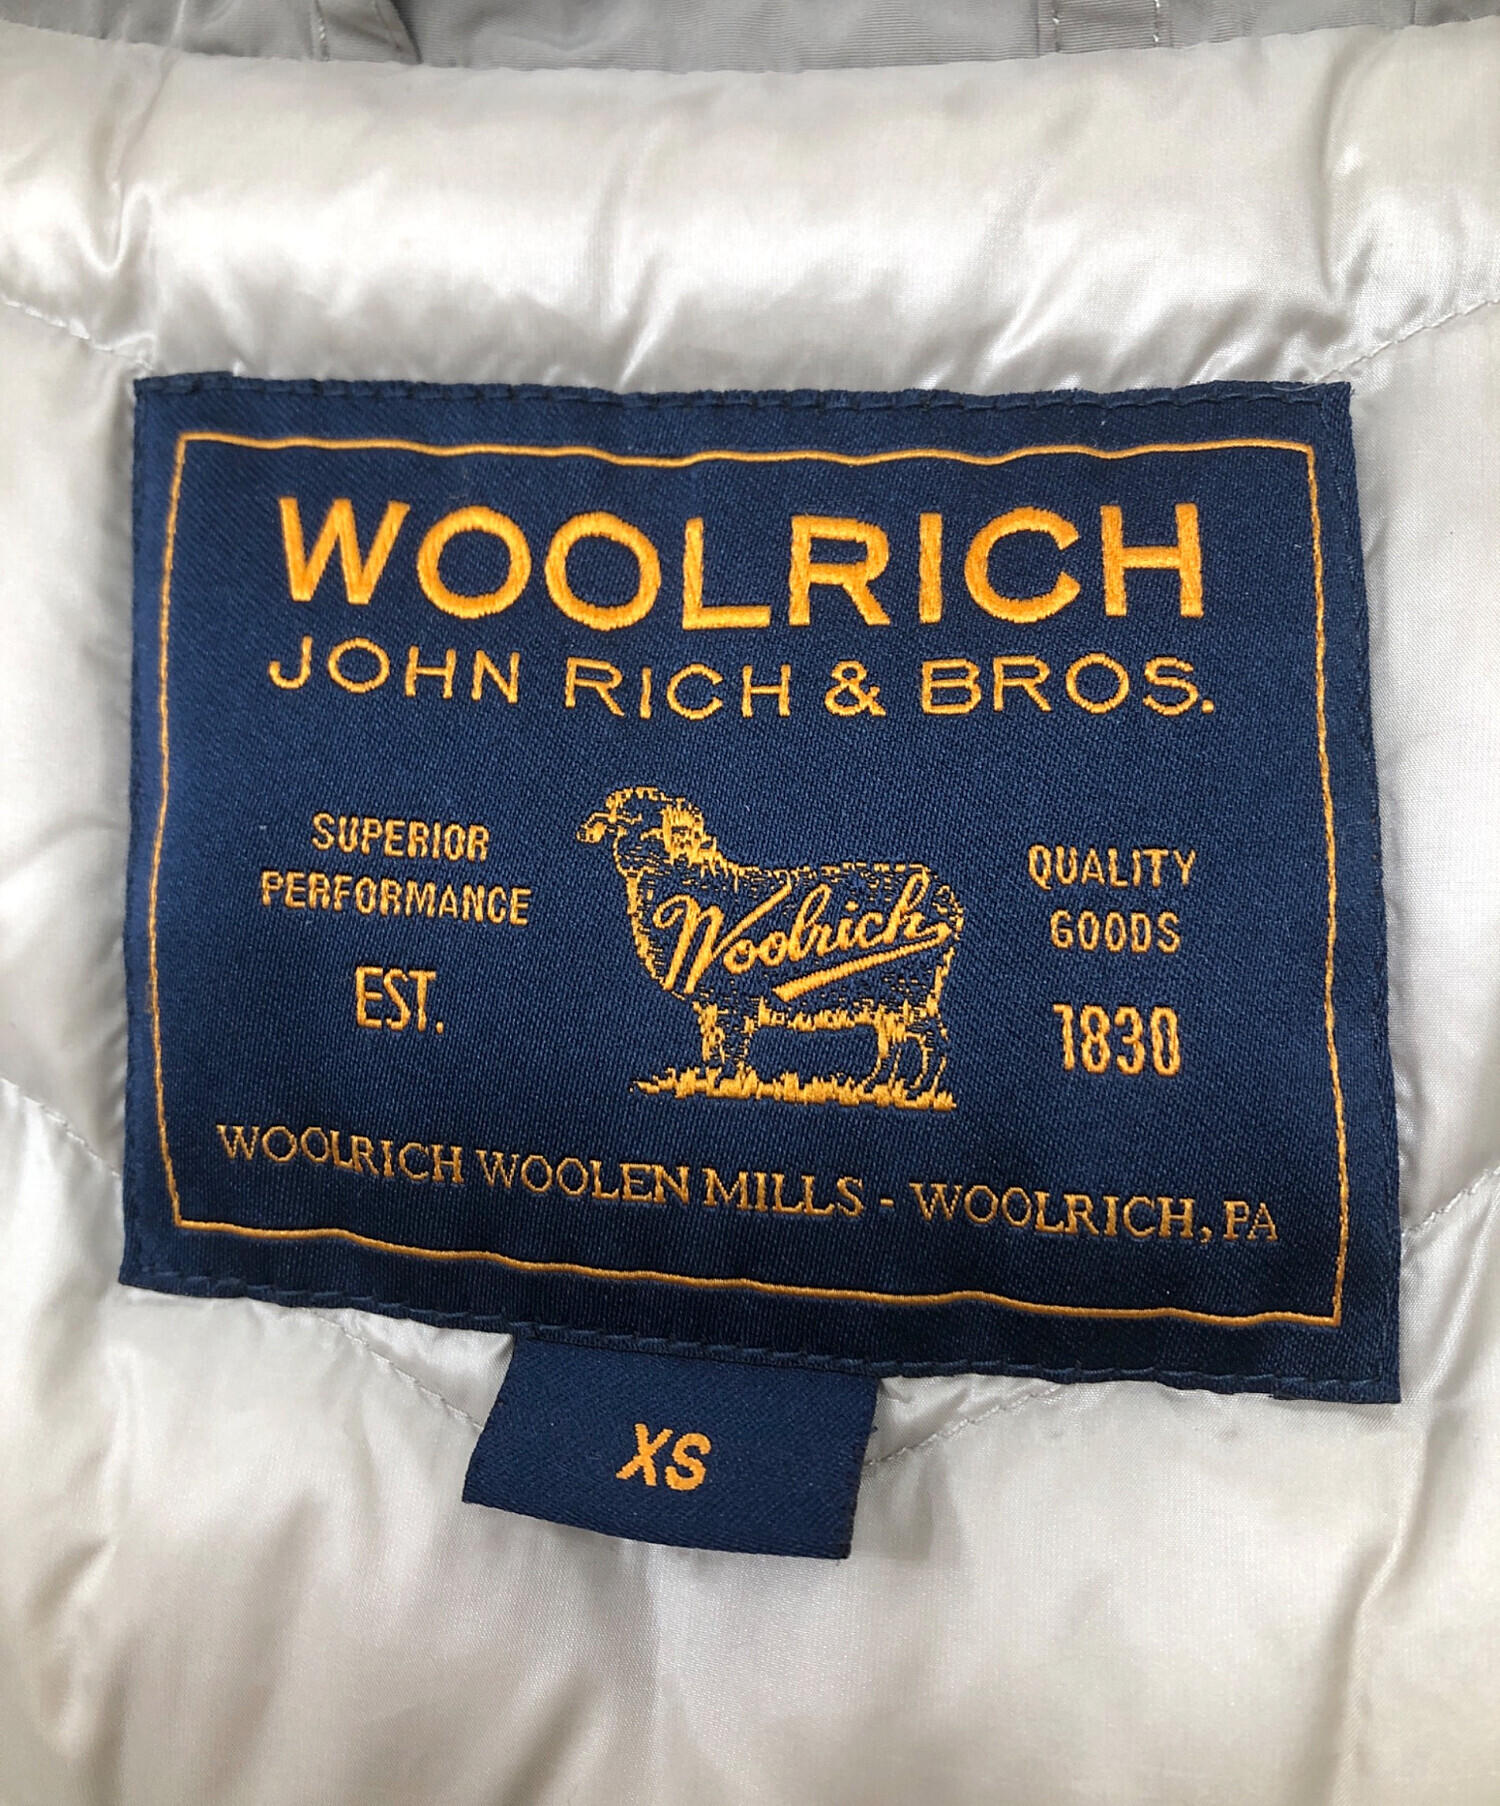 WOOLRICH
JOHN RICH & BROS.
SUPERIOR
PERFORMANCE
EST.
Woolrich
QUALITY
GOODS
1830
WOOLRICH WOOLEN MILLS - WOOLRICH, PA
XS